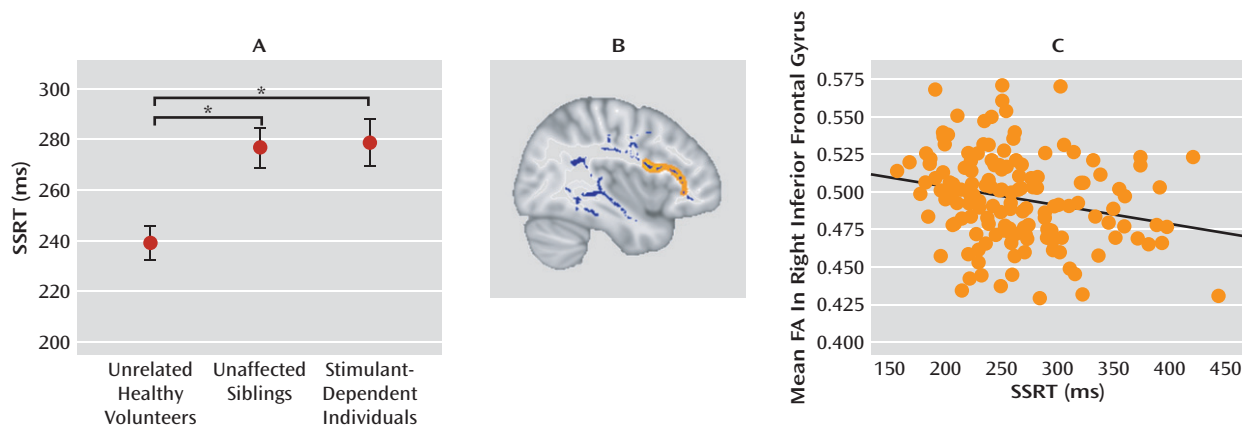 A
SSRT (ms)
300
280
260
240
220
200
*
*
Unrelated
Healthy
Volunteers
Unaffected
Siblings
Stimulant-
Dependent
Individuals
B
C
Mean FA In Right Inferior Frontal Gyrus
0.575
0.550
0.525
0.500
0.475
0.450
0.425
0.400
150 200 250 300 350 400 450
SSRT (ms)